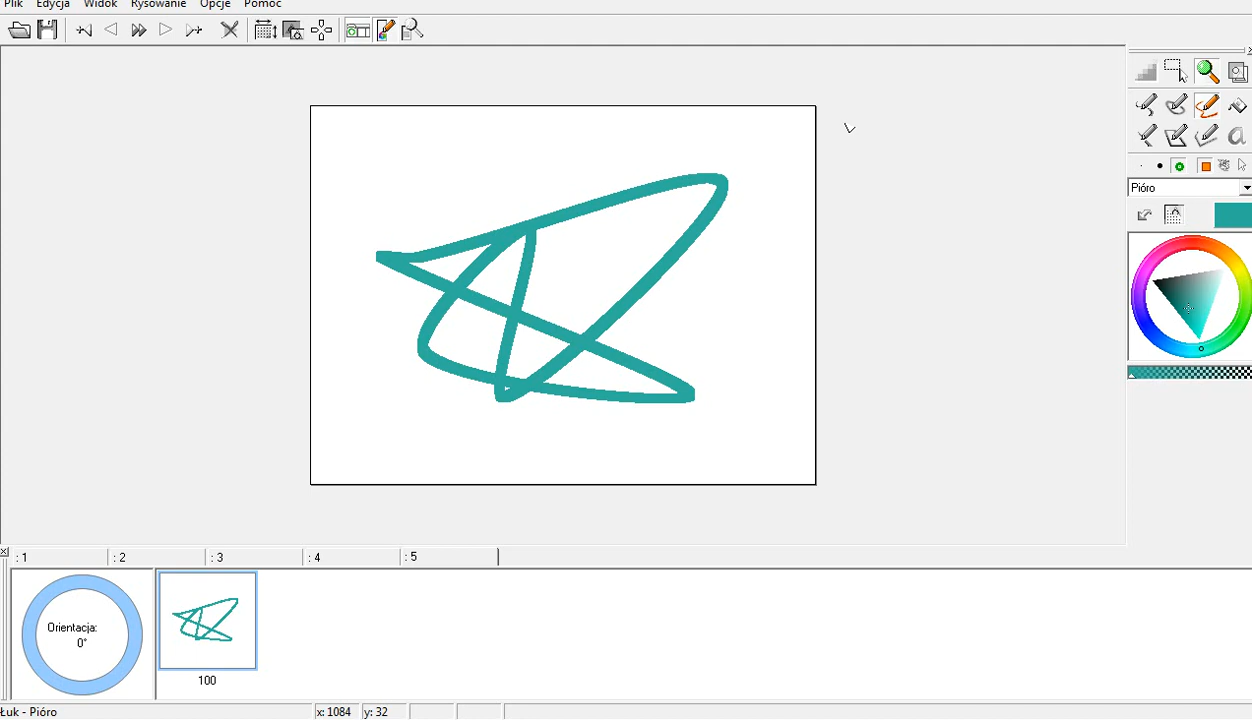 Plik Edycja Widok Rysowanie Opcje Pomoc
Pióro
: 1 : 2 : 3 : 4 : 5
Orientacja:
0°
100
Łuk - Pióro x: 1084 y: 32